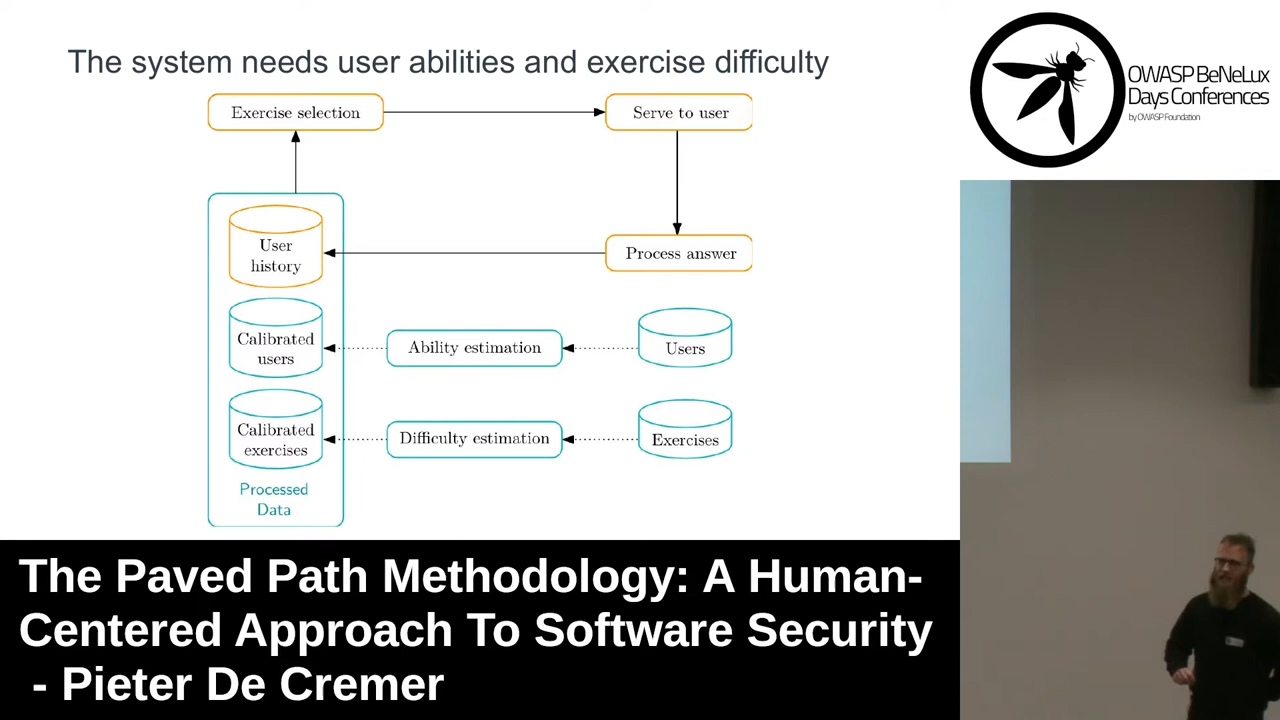 The system needs user abilities and exercise difficulty
Exercise selection
Serve to user
User
history
Process answer
Calibrated
users
Ability estimation
Users
Calibrated
exercises
Difficulty estimation
Exercises
Processed
Data
OWASP BeNeLux
Days Conferences
by OWASP Foundation
The Paved Path Methodology: A Human-
Centered Approach To Software Security
- Pieter De Cremer